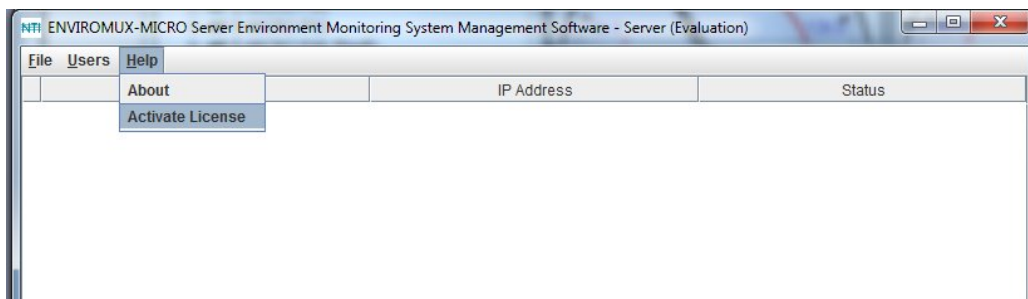 NTI ENVIROMUX-MICRO Server Environment Monitoring System Management Software - Server (Evaluation)
File Users Help
About IP Address Status
Activate License